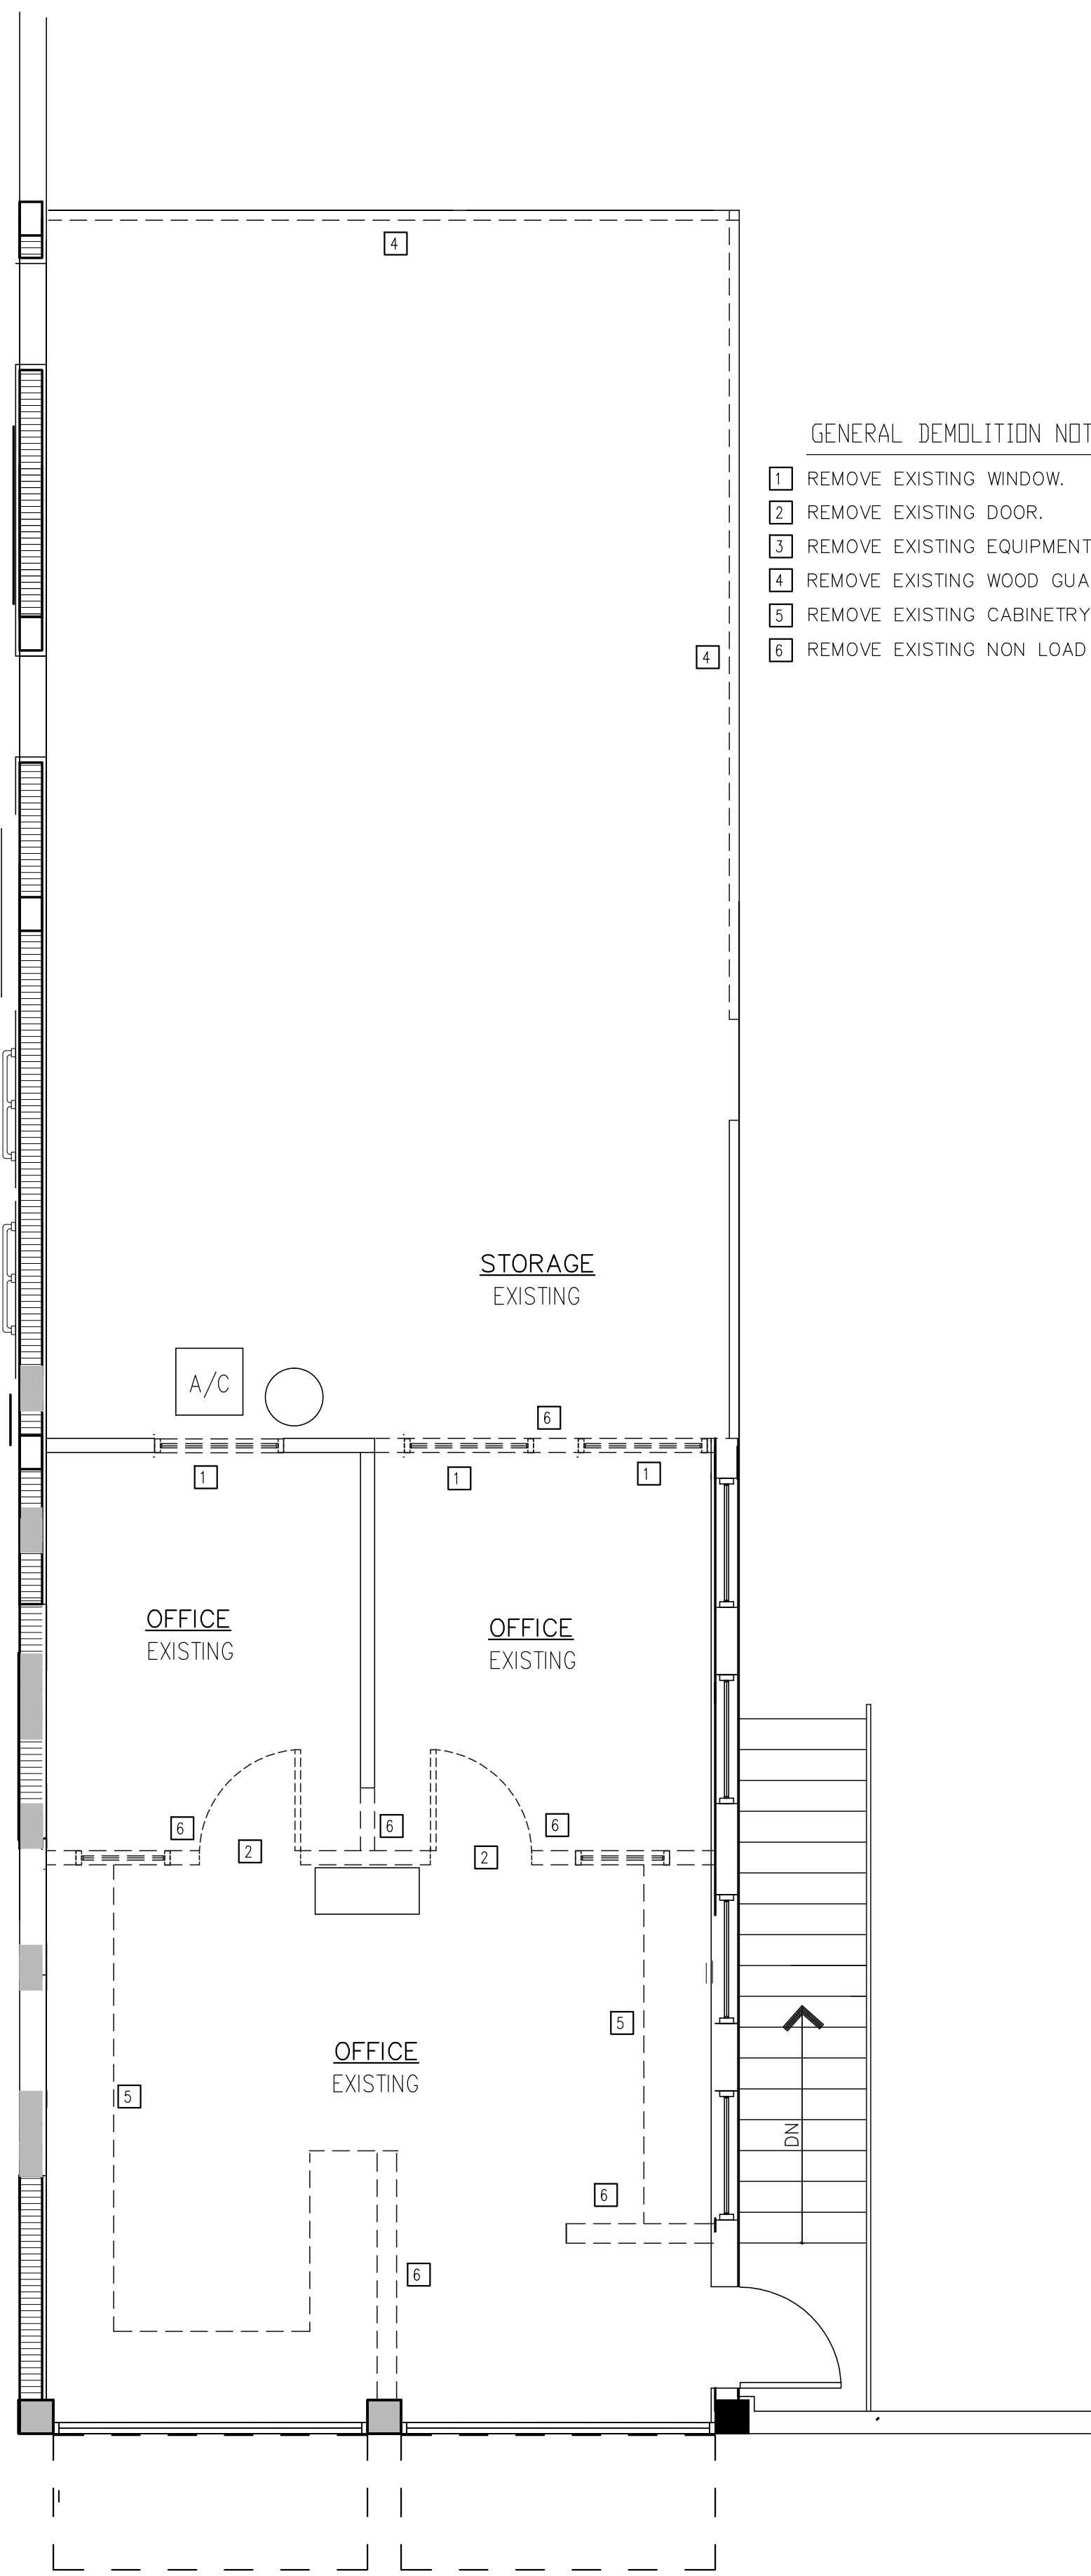 4
GENERAL DEMOLITION NOT
1 REMOVE EXISTING WINDOW.
2 REMOVE EXISTING DOOR.
3 REMOVE EXISTING EQUIPMENT
4 REMOVE EXISTING WOOD GUA
5 REMOVE EXISTING CABINETRY
6 REMOVE EXISTING NON LOAD
4
STORAGE
EXISTING
A/C
6
1
1
1
OFFICE
EXISTING
OFFICE
EXISTING
6
6
6
2
2
5
OFFICE
EXISTING
5
DN
6
6